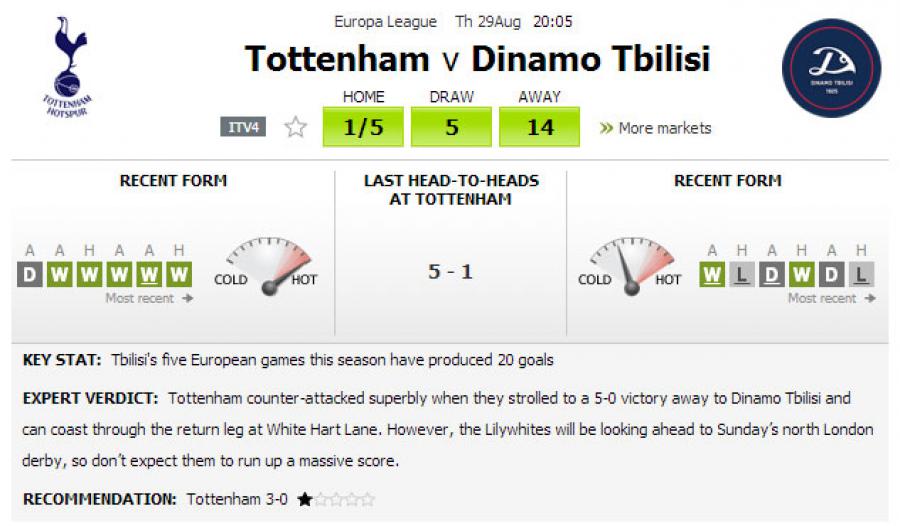 Europa League Th 29Aug 20:05
Tottenham v Dinamo Tbilisi
TOTTENHAM
HOTSPUR
DINAMO TBILISI
1925
HOME DRAW AWAY
ITV4 1/5 5 14 » More markets
RECENT FORM
LAST HEAD-TO-HEADS
AT TOTTENHAM
RECENT FORM
A A H A A H
D W W W W W
COLD HOT
Most recent →
5 - 1
COLD HOT
A H A H A H
W L D W D L
Most recent →
KEY STAT: Tbilisi's five European games this season have produced 20 goals
EXPERT VERDICT: Tottenham counter-attacked superbly when they strolled to a 5-0 victory away to Dinamo Tbilisi and
can coast through the return leg at White Hart Lane. However, the Lilywhites will be looking ahead to Sunday's north London
derby, so don't expect them to run up a massive score.
RECOMMENDATION: Tottenham 3-0 ★☆☆☆☆